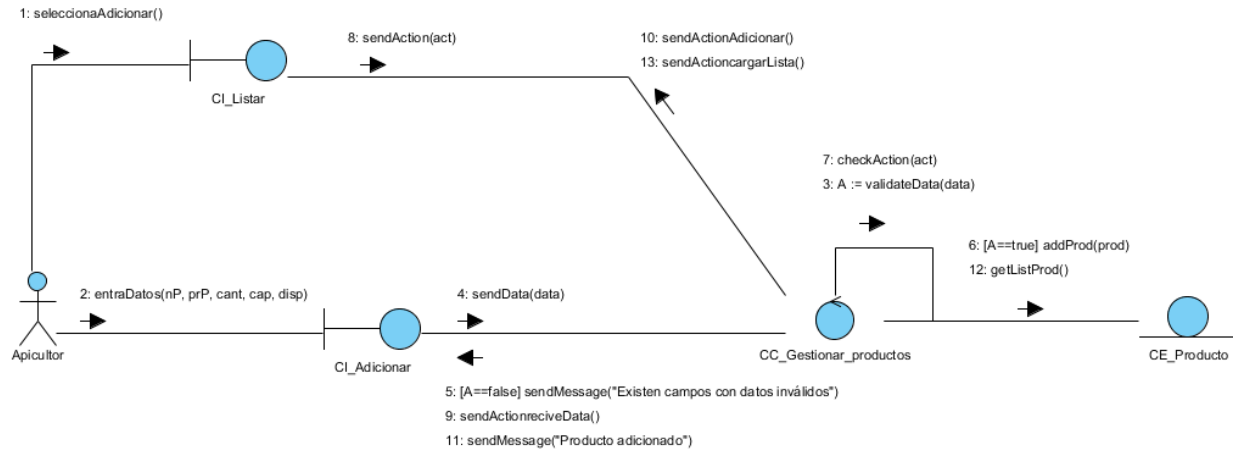 1: seleccionaAdicionar()
8: sendAction(act)
10: sendActionAdicionar()
13: sendActioncargarLista()
CI_Listar
7: checkAction(act)
3: A := validateData(data)
6: [A==true] addProd(prod)
12: getListProd()
2: entraDatos(nP, prP, cant, cap, disp)
4: sendData(data)
Apicultor
CI_Adicionar
CC_Gestionar_productos
CE_Producto
5: [A==false] sendMessage("Existen campos con datos inválidos")
9: sendActionreciveData()
11: sendMessage("Producto adicionado")